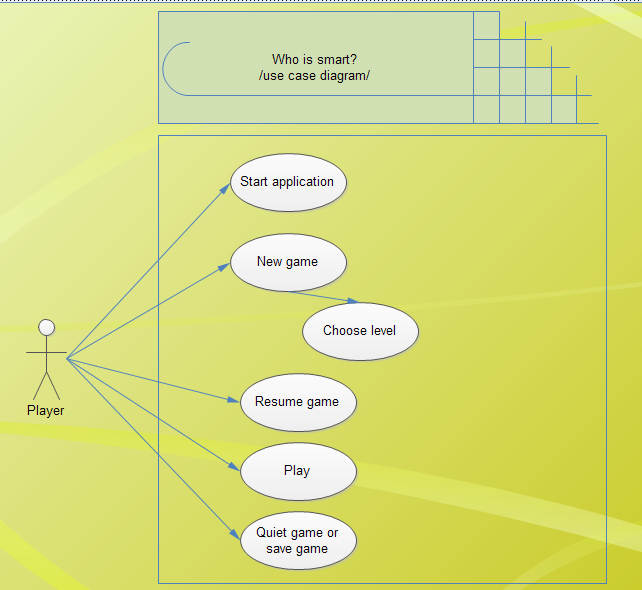 Who is smart?
/use case diagram/
Start application
New game
Choose level
Resume game
Player
Play
Quiet game or
save game